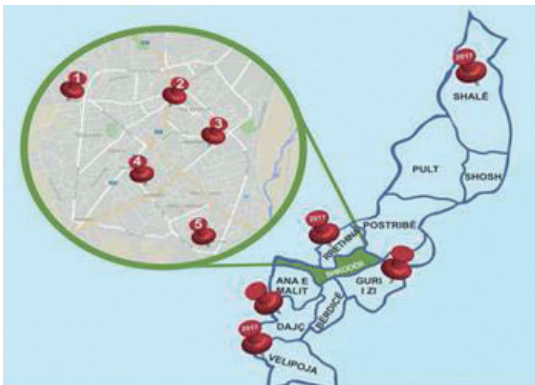 1
2
3
4
5
2017
SHALË
PULT
SHOSH
2017
RRETHINA
POSTRIBË
SHKODËR
ANA E
MALIT
GURI
I ZI
BËRDICË
DAJÇ
2017
VELIPOJA